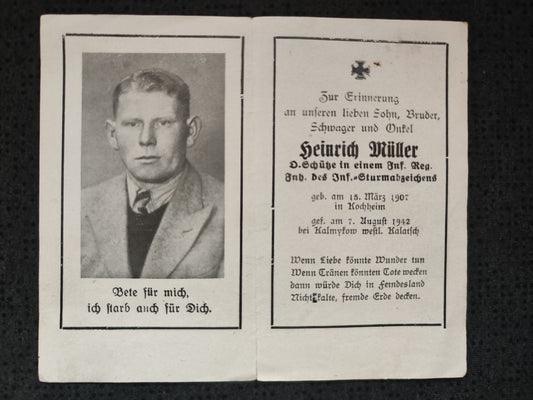 Bete für mich,
ich starb auch für Dich.
Zur Erinnerung
an unseren lieben Sohn, Bruder,
Schwager und Onkel
Heinrich Müller
O.Schütze in einem Inf. Reg.
Inh. des Inf.-Sturmabzeichens
geb. am 18. März 1907
in Kochheim
gef. am 7. August 1942
bei Kalmykow westl. Kalatsch
Wenn Liebe könnte Wunder tun
Wenn Tränen könnten Tote wecken
dann würde Dich in Feindesland
Nicht kalte, fremde Erde decken.